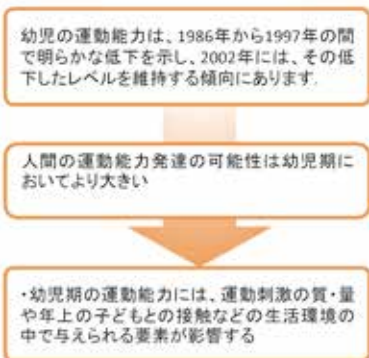 幼児の運動能力は、1986年から1997年の間
で明らかな低下を示し、2002年には、その低
下したレベルを維持する傾向にあります.
人間の運動能力発達の可能性は幼児期に
おいてより大きい
・幼児期の運動能力には、運動刺激の質・量
や年上の子どもとの接触などの生活環境の
中で与えられる要素が影響する